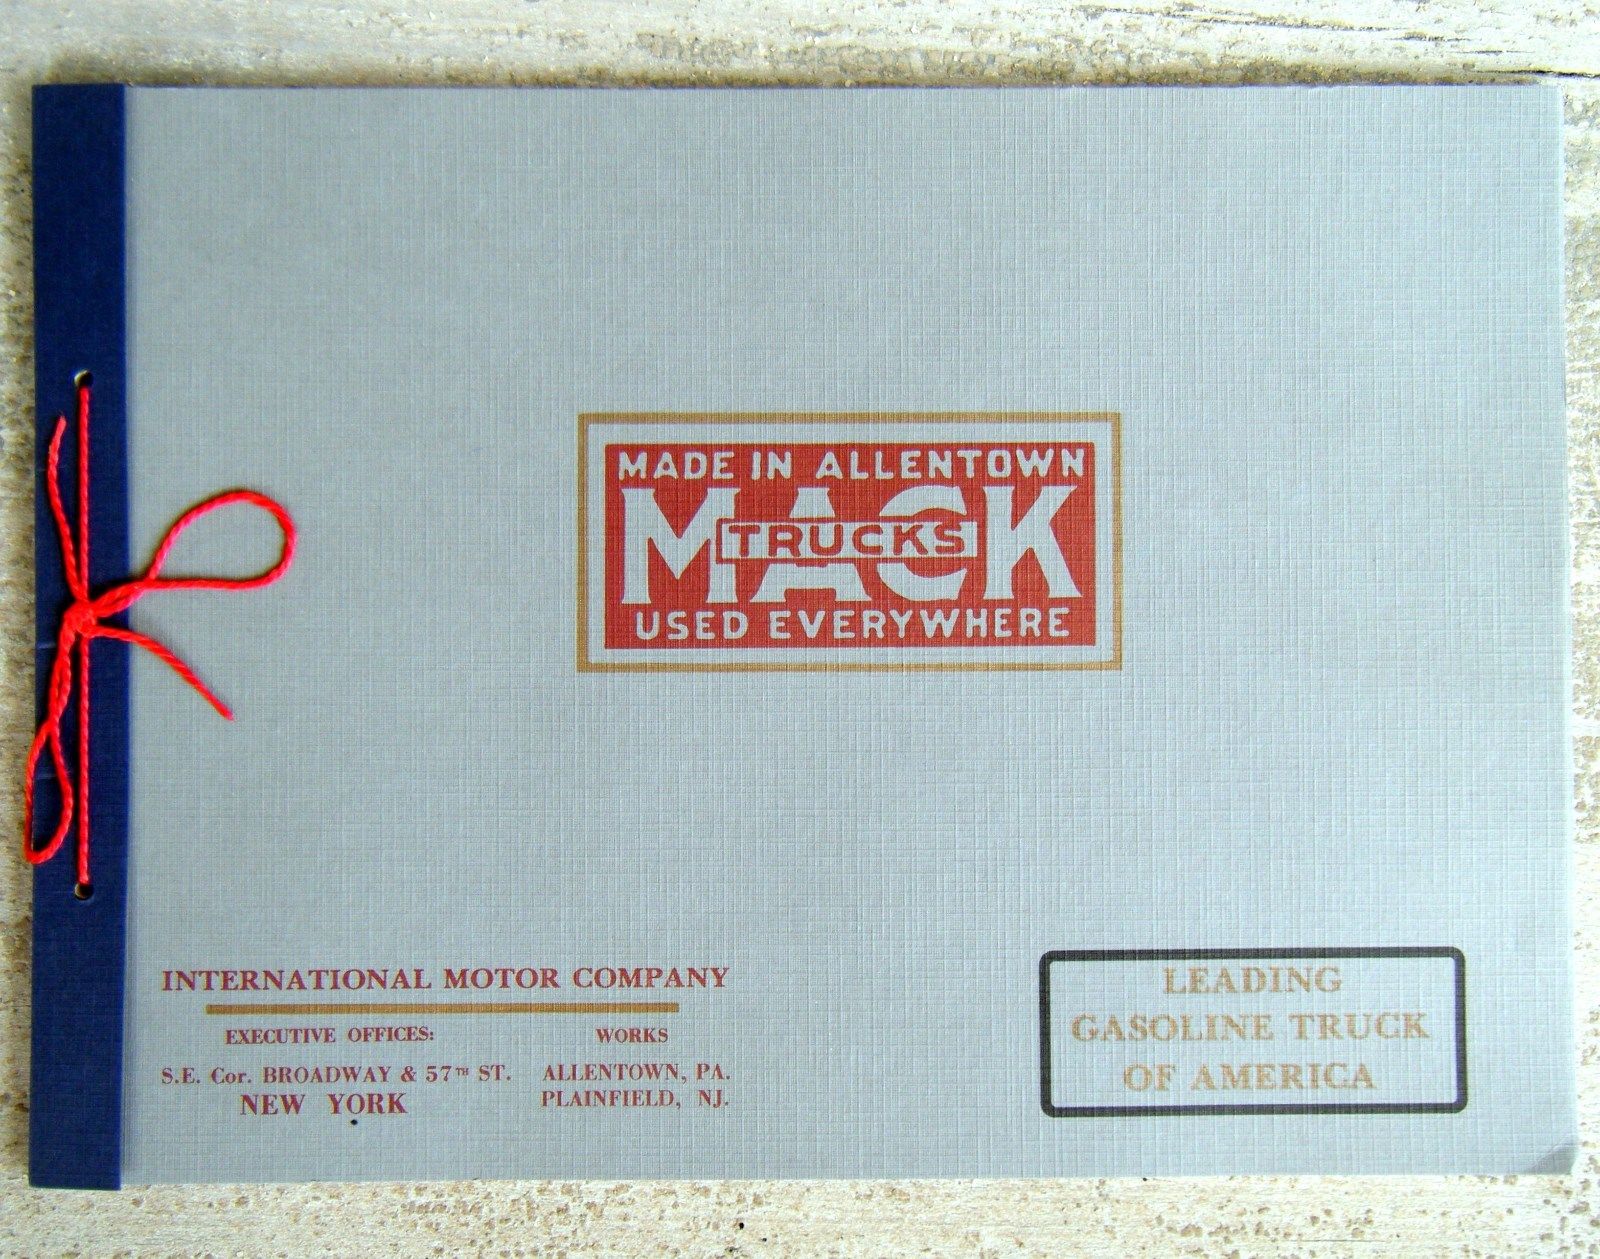 MADE IN ALLENTOWN
MACK
TRUCKS
USED EVERYWHERE
INTERNATIONAL MOTOR COMPANY
EXECUTIVE OFFICES:
S.E. Cor. BROADWAY & 57TH ST.
NEW YORK
WORKS
ALLENTOWN, PA.
PLAINFIELD, NJ.
LEADING
GASOLINE TRUCK
OF AMERICA